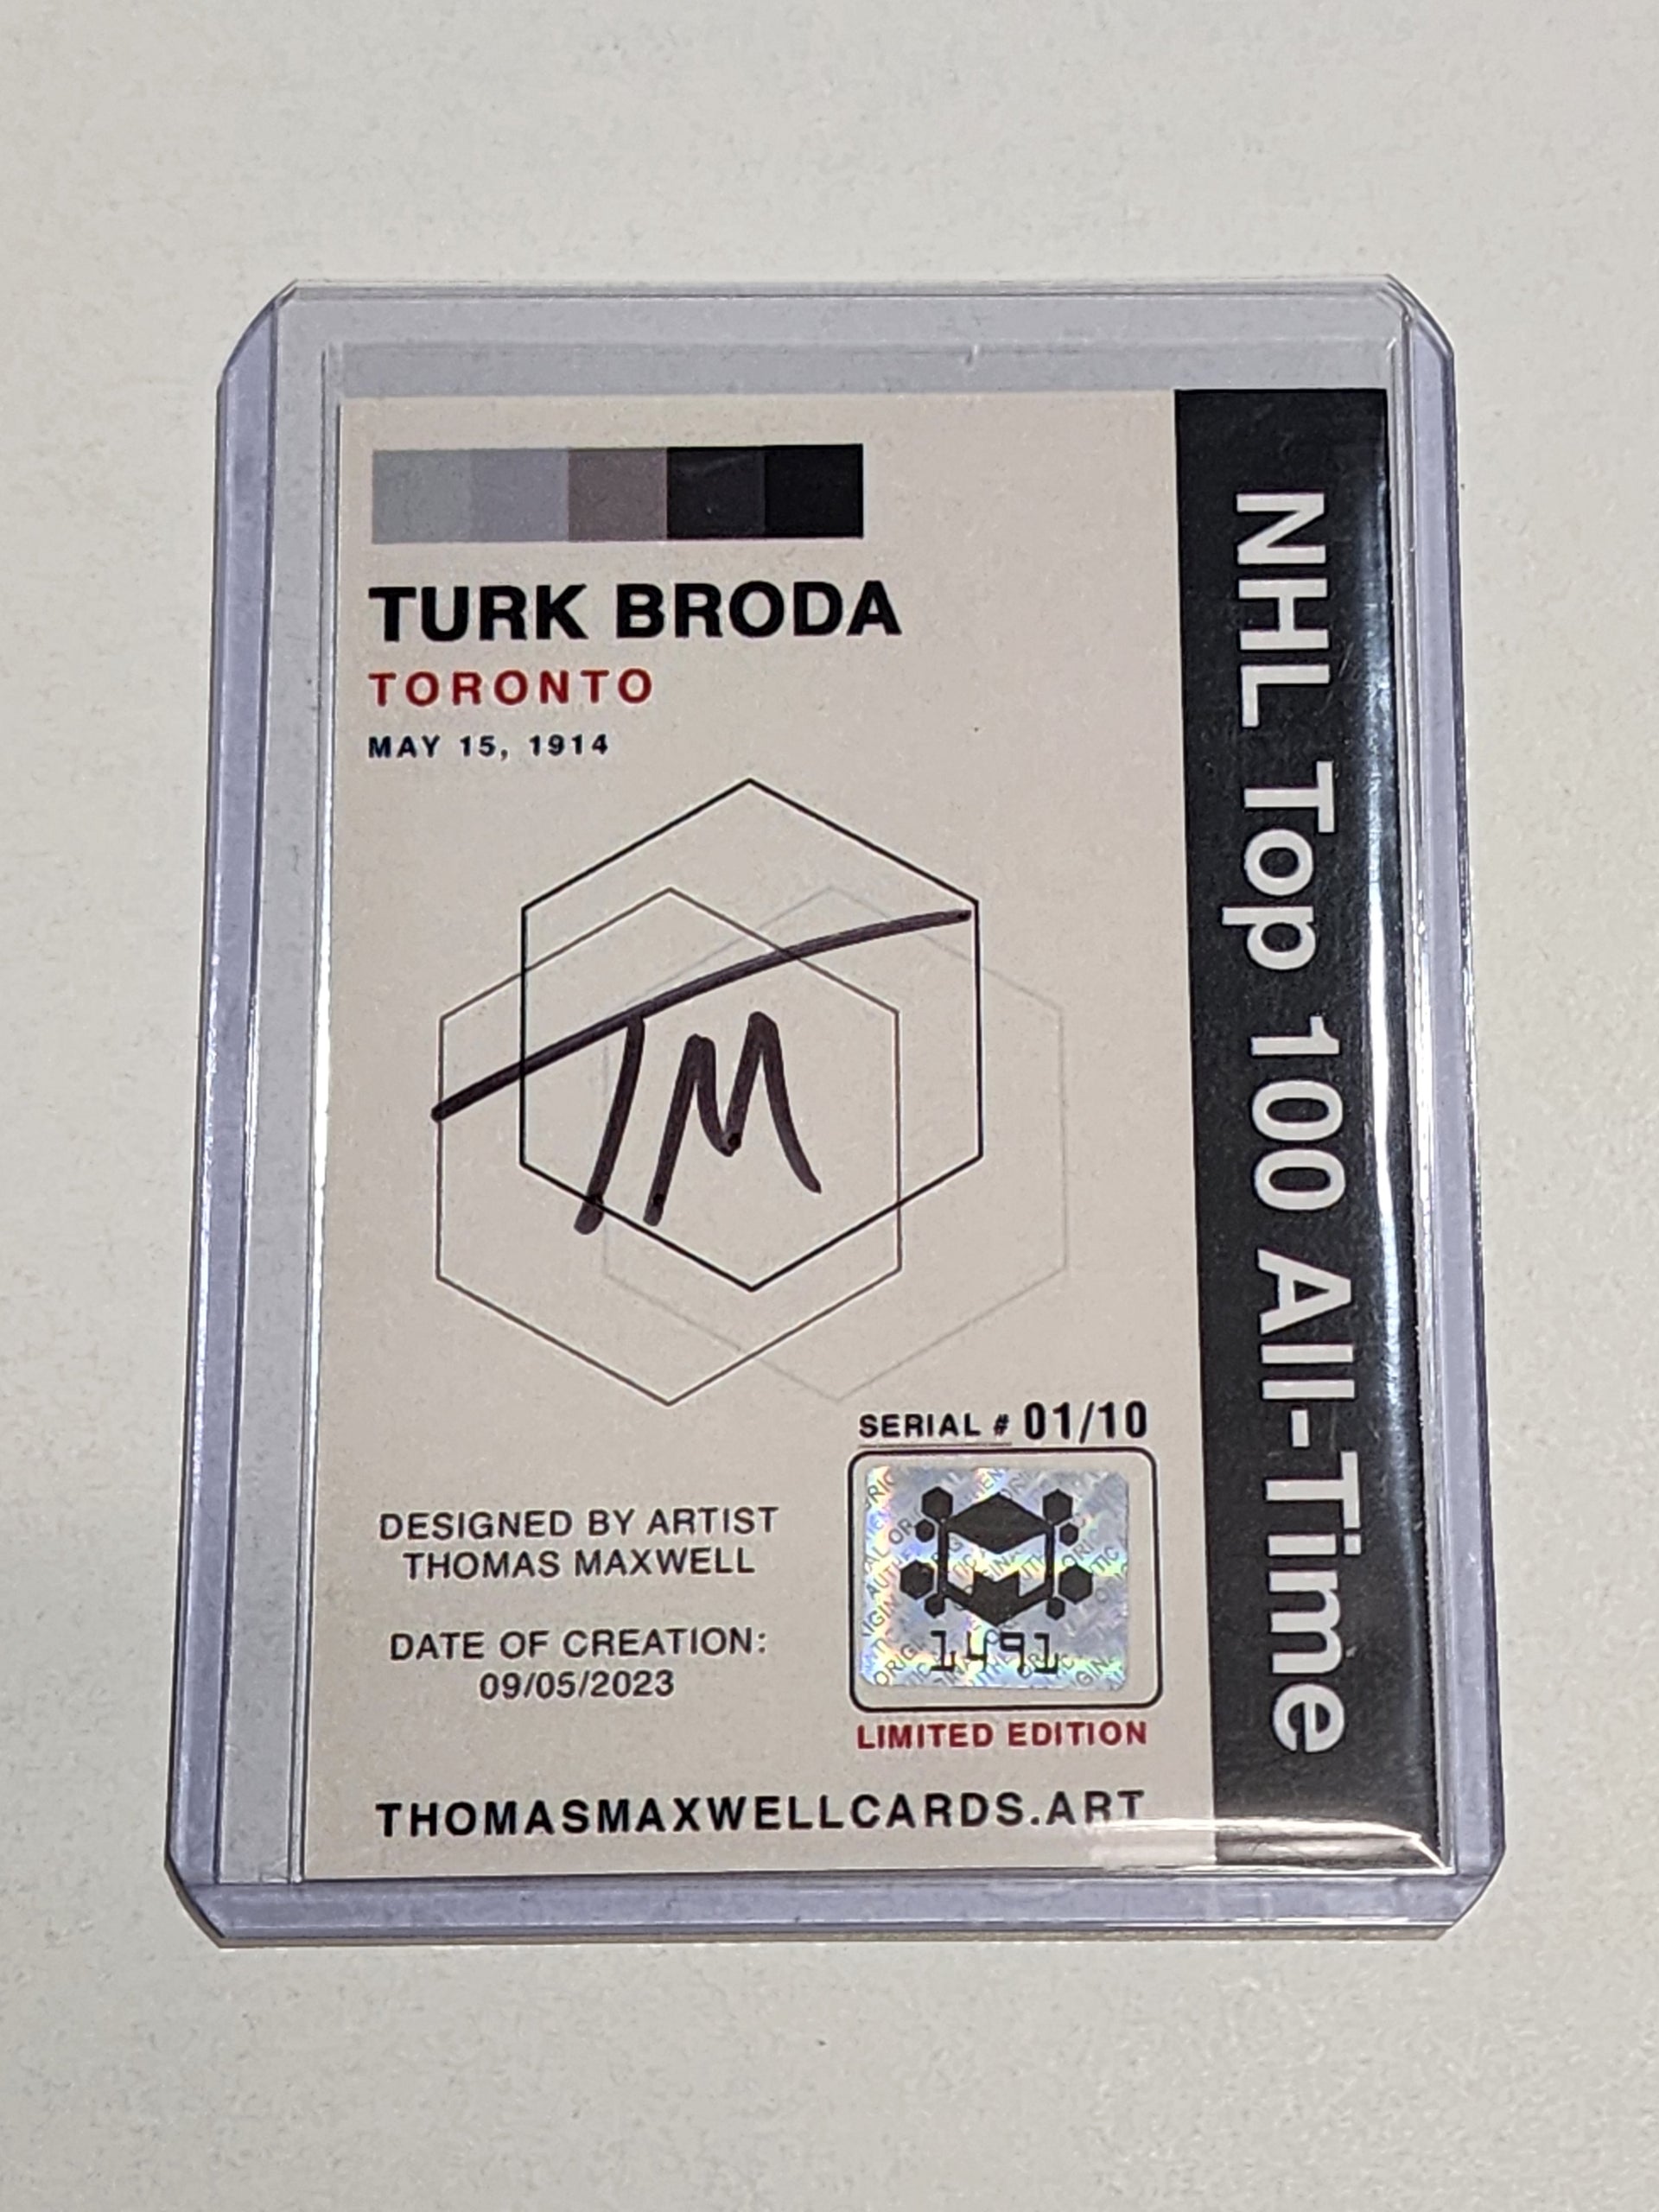 TURK BRODA
TORONTO
MAY 15, 1914
TM
SERIAL # 01/10
1491
LIMITED EDITION
DESIGNED BY ARTIST
THOMAS MAXWELL
DATE OF CREATION:
09/05/2023
THOMASMAXWELLCARDS.ART
NHL Top 100 All-Time